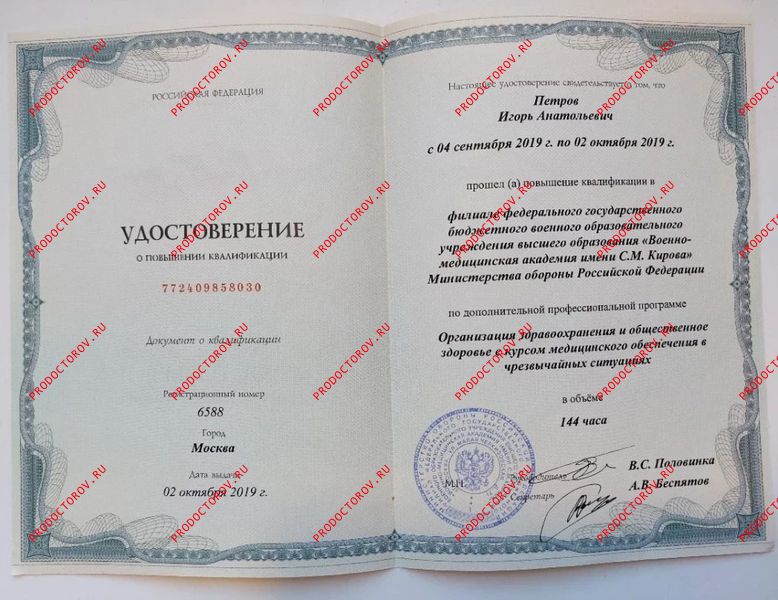 РОССИЙСКАЯ ФЕДЕРАЦИЯ
УДОСТОВЕРЕНИЕ
О ПОВЫШЕНИИ КВАЛИФИКАЦИИ
772409858030
Документ о квалификации
Регистрационный номер
6588
Город
Москва
Дата выдачи
02 октября 2019 г.
Настоящее удостоверение свидетельствует о том, что
Петров
Игорь Анатольевич
с 04 сентября 2019 г. по 02 октября 2019 г.
прошел (а) повышение квалификации в
филиале федерального государственного
бюджетного военного образовательного
учреждения высшего образования «Военно-
медицинская академия имени С.М. Кирова»
Министерства обороны Российской Федерации
по дополнительной профессиональной программе
Организация здравоохранения и общественное
здоровье с курсом медицинского обеспечения в
чрезвычайных ситуациях
в объёме
144 часа
М.П.
Руководитель
В.С. Половинка
Секретарь
А.В. Беспятов
PRODOCTOROV.RU